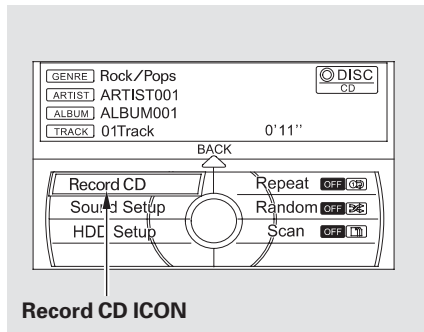 GENRE Rock/Pops
DISC
CD
ARTIST ARTIST001
ALBUM ALBUM001
TRACK 01Track 0'11''
BACK
Record CD Repeat OFF
Sound Setup Random OFF
HDD Setup Scan OFF
Record CD ICON